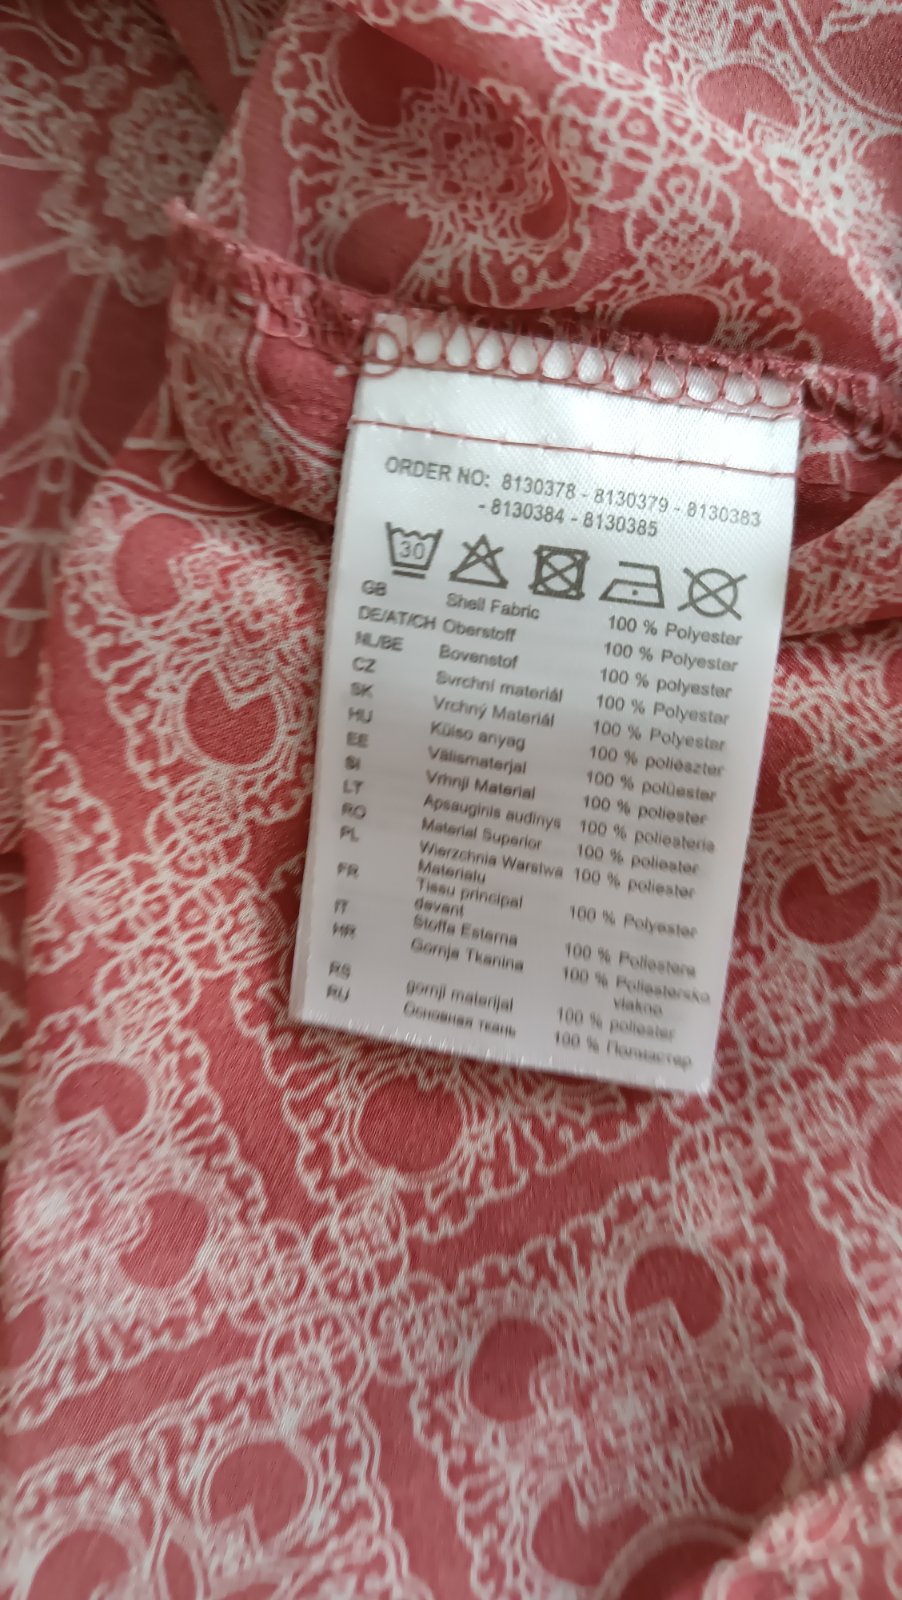 ORDER NO: 8130378 - 8130379 - 8130383
- 8130384 - 8130385
30
GB Shell Fabric 100 % Polyester
DE/AT/CH Oberstoff 100 % Polyester
NL/BE Bovenstof 100 % polyester
CZ Svrchní materiál 100 % Polyester
SK Vrchný Materiál 100 % Polyester
HU Külso anyag 100 % poliészter
EE Välismaterjal 100 % polüester
SI Vrhnji Material 100 % poliester
LT Apsauginis audinys 100 % poliesteris
RO Material Superior 100 % poliester
PL Wierzchnia Warstwa 100 % poliester
Materialu
FR Tissu principal 100 % Polyester
devant
IT Stoffa Esterna 100 % Poliestere
HR Gornja Tkanina 100 % Poliestersko
vlakno
RS gornji materijal 100 % poliester
RU Основная ткань 100 % Полиэстер